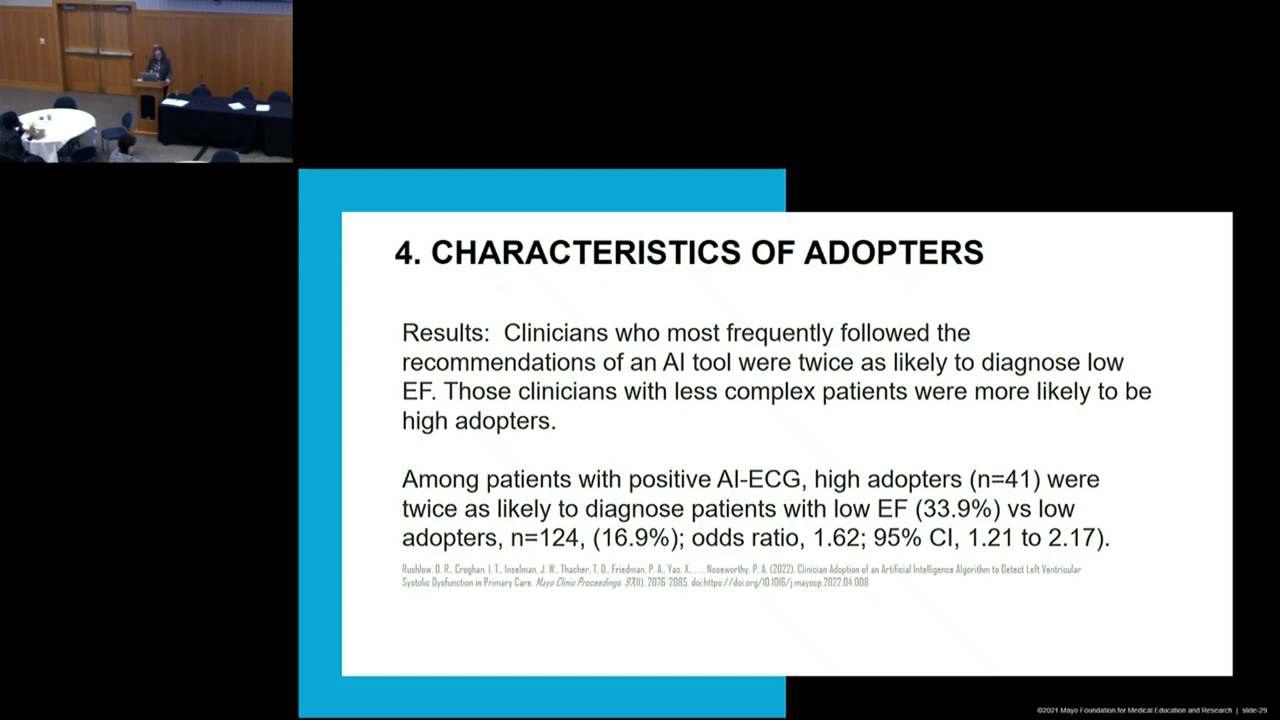 4. CHARACTERISTICS OF ADOPTERS
Results: Clinicians who most frequently followed the
recommendations of an AI tool were twice as likely to diagnose low
EF. Those clinicians with less complex patients were more likely to be
high adopters.
Among patients with positive AI-ECG, high adopters (n=41) were
twice as likely to diagnose patients with low EF (33.9%) vs low
adopters, n=124, (16.9%); odds ratio, 1.62; 95% CI, 1.21 to 2.17).
Rushlow, D. R., Croghan, I. T., Inselman, J. W., Thacher, T. D., Friedman, P. A., Yao, X., . . . Noseworthy, P. A. (2022). Clinician Adoption of an Artificial Intelligence Algorithm to Detect Left Ventricular
Systolic Dysfunction in Primary Care. Mayo Clinic Proceedings, 97(11), 2076-2085. doi:https://doi.org/10.1016/j.mayocp.2022.04.008
©2021 Mayo Foundation for Medical Education and Research | slide-29